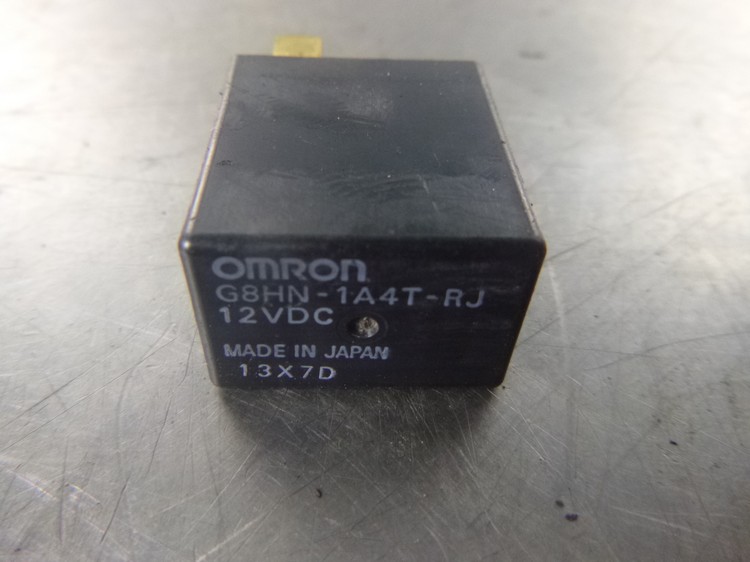 OMRON
G8HN-1A4T-RJ
12VDC
MADE IN JAPAN
13X7D